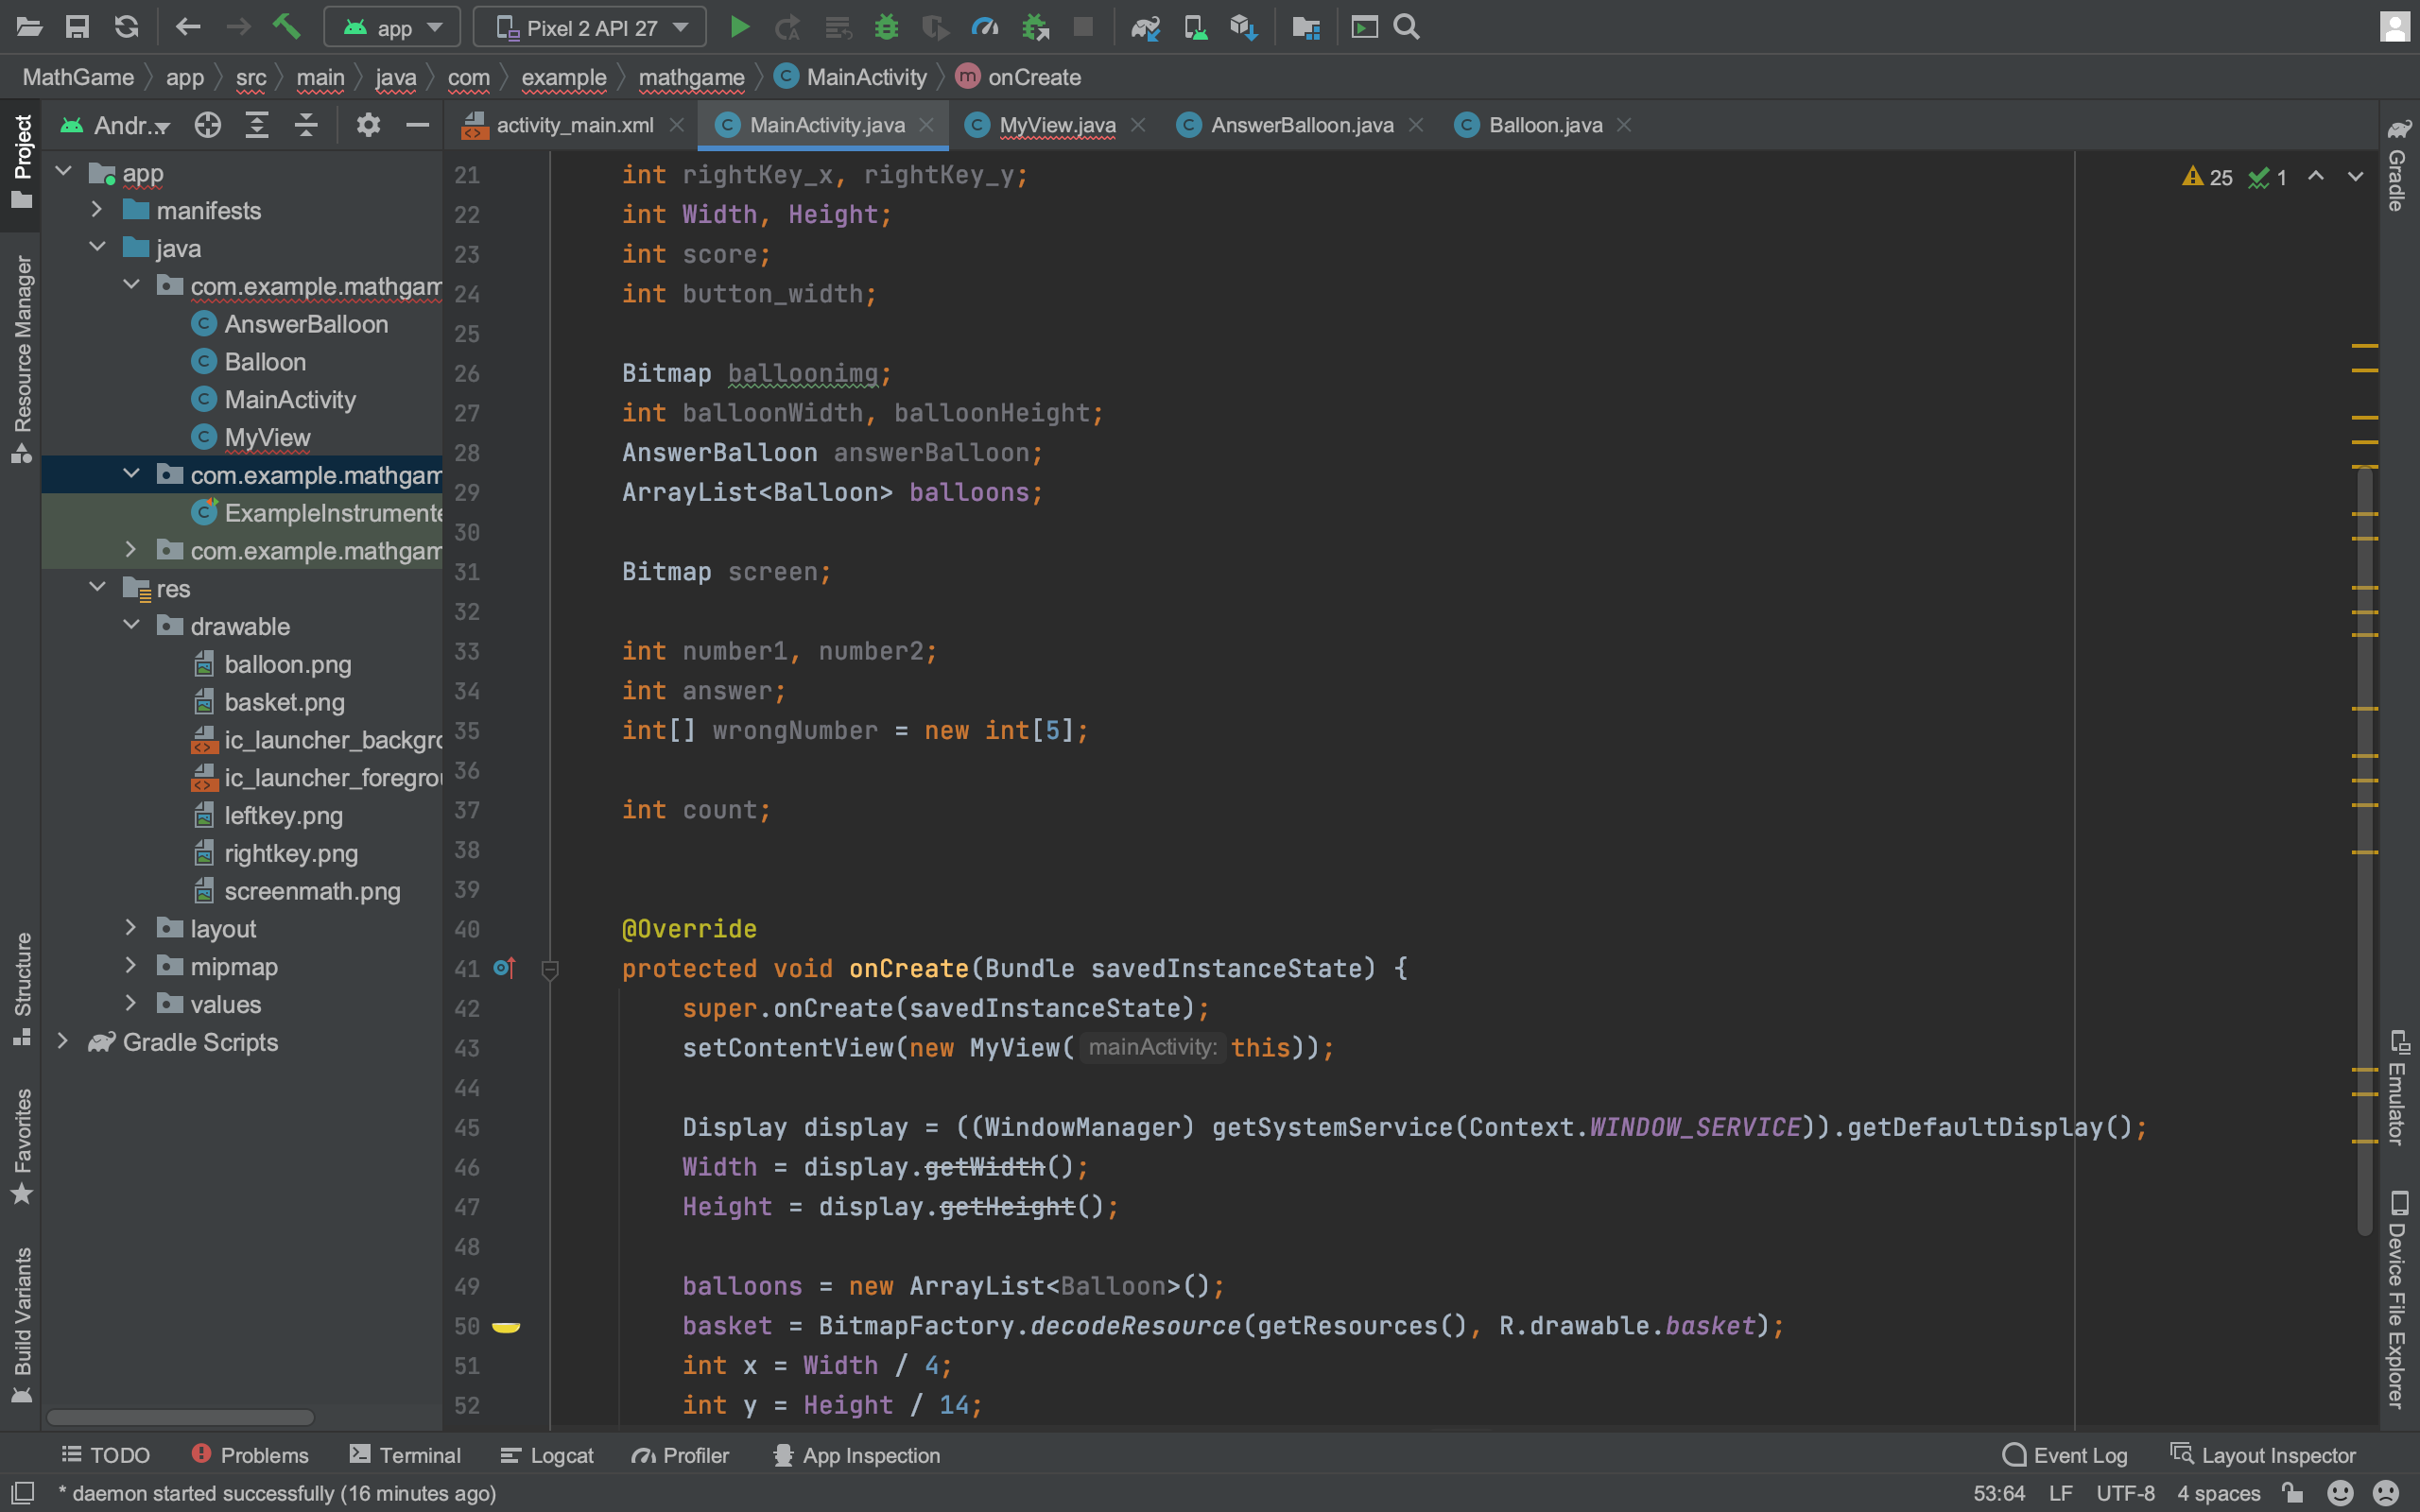 app
Pixel 2 API 27
MathGame
app
src
main
java
com
example
mathgame
MainActivity
onCreate
Andr...
activity_main.xml
MainActivity.java
MyView.java
AnswerBalloon.java
Balloon.java
Project
Resource Manager
Structure
Favorites
Build Variants
app
manifests
java
com.example.mathgam
AnswerBalloon
Balloon
MainActivity
MyView
com.example.mathgam
ExampleInstrumente
com.example.mathgam
res
drawable
balloon.png
basket.png
ic_launcher_backgro
ic_launcher_foregrou
leftkey.png
rightkey.png
screenmath.png
layout
mipmap
values
Gradle Scripts
25 1
21 int rightKey_x, rightKey_y;
22 int Width, Height;
23 int score;
24 int button_width;
25
26 Bitmap balloonimg;
27 int balloonWidth, balloonHeight;
28 AnswerBalloon answerBalloon;
29 ArrayList<Balloon> balloons;
30
31 Bitmap screen;
32
33 int number1, number2;
34 int answer;
35 int[] wrongNumber = new int[5];
36
37 int count;
38
39
40 @Override
41 protected void onCreate(Bundle savedInstanceState) {
42 super.onCreate(savedInstanceState);
43 setContentView(new MyView( mainActivity: this));
44
45 Display display = ((WindowManager) getSystemService(Context.WINDOW_SERVICE)).getDefaultDisplay();
46 Width = display.getWidth();
47 Height = display.getHeight();
48
49 balloons = new ArrayList<Balloon>();
50 basket = BitmapFactory.decodeResource(getResources(), R.drawable.basket);
51 int x = Width / 4;
52 int y = Height / 14;
Gradle
Emulator
Device File Explorer
TODO
Problems
Terminal
Logcat
Profiler
App Inspection
Event Log
Layout Inspector
* daemon started successfully (16 minutes ago)
53:64 LF UTF-8 4 spaces